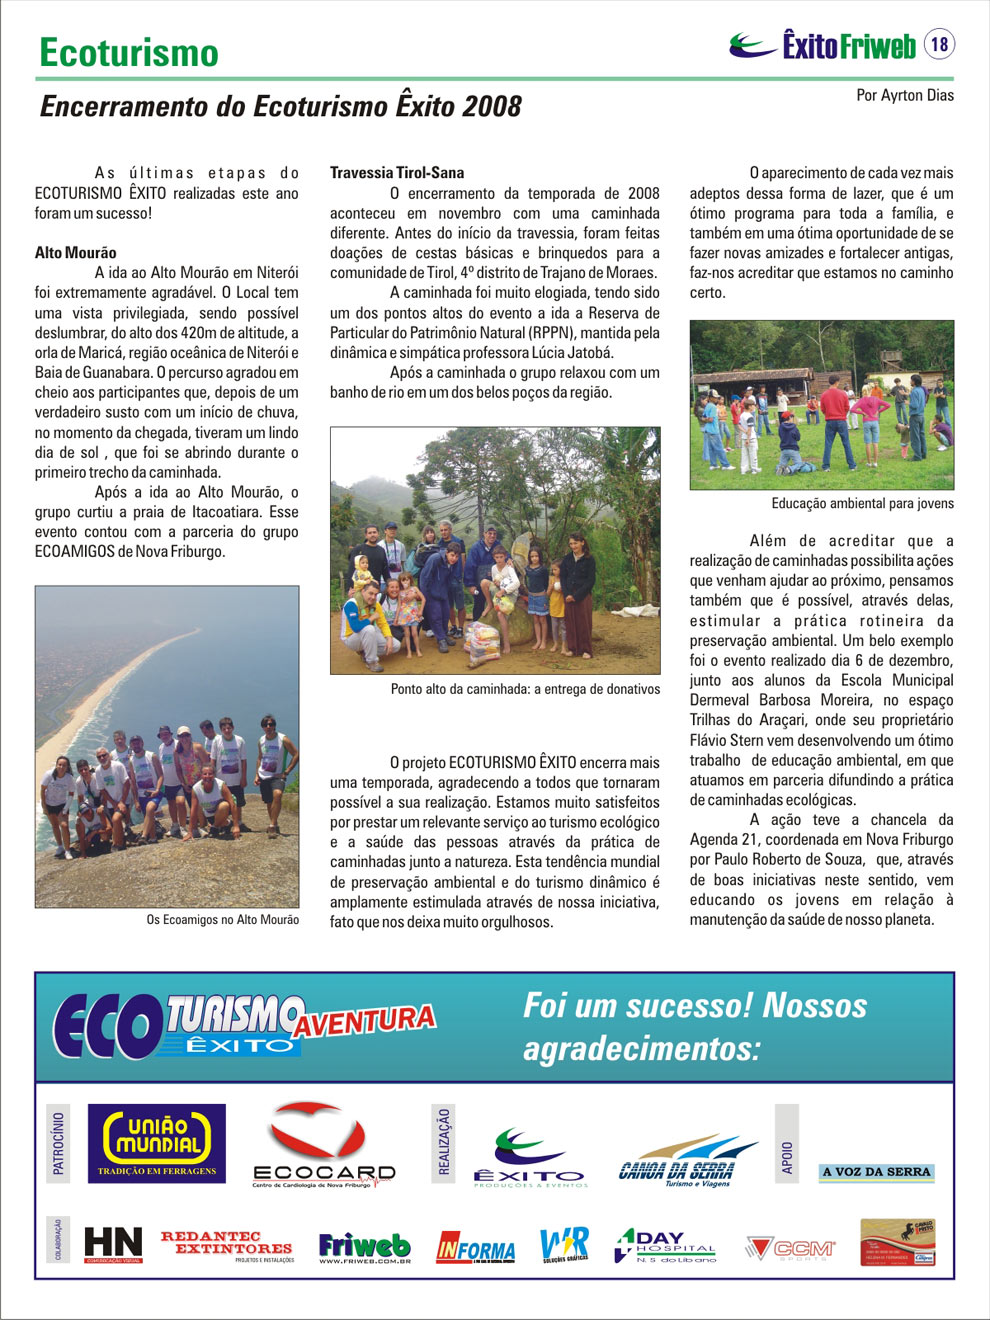 Ecoturismo
ÊxitoFriweb 18
Encerramento do Ecoturismo Êxito 2008
Por Ayrton Dias
As últimas etapas do
ECOTURISMO ÊXITO realizadas este ano
foram um sucesso!
Alto Mourão
A ida ao Alto Mourão em Niterói
foi extremamente agradável. O Local tem
uma vista privilegiada, sendo possível
deslumbrar, do alto dos 420m de altitude, a
orla de Maricá, região oceânica de Niterói e
Baia de Guanabara. O percurso agradou em
cheio aos participantes que, depois de um
verdadeiro susto com um início de chuva,
no momento da chegada, tiveram um lindo
dia de sol , que foi se abrindo durante o
primeiro trecho da caminhada.
Após a ida ao Alto Mourão, o
grupo curtiu a praia de Itacoatiara. Esse
evento contou com a parceria do grupo
ECOAMIGOS de Nova Friburgo.
Os Ecoamigos no Alto Mourão
Travessia Tirol-Sana
O encerramento da temporada de 2008
aconteceu em novembro com uma caminhada
diferente. Antes do início da travessia, foram feitas
doações de cestas básicas e brinquedos para a
comunidade de Tirol, 4º distrito de Trajano de Moraes.
A caminhada foi muito elogiada, tendo sido
um dos pontos altos do evento a ida a Reserva de
Particular do Patrimônio Natural (RPPN), mantida pela
dinâmica e simpática professora Lúcia Jatobá.
Após a caminhada o grupo relaxou com um
banho de rio em um dos belos poços da região.
Ponto alto da caminhada: a entrega de donativos
O projeto ECOTURISMO ÊXITO encerra mais
uma temporada, agradecendo a todos que tornaram
possível a sua realização. Estamos muito satisfeitos
por prestar um relevante serviço ao turismo ecológico
e a saúde das pessoas através da prática de
caminhadas junto a natureza. Esta tendência mundial
de preservação ambiental e do turismo dinâmico é
amplamente estimulada através de nossa iniciativa,
fato que nos deixa muito orgulhosos.
O aparecimento de cada vez mais
adeptos dessa forma de lazer, que é um
ótimo programa para toda a família, e
também em uma ótima oportunidade de se
fazer novas amizades e fortalecer antigas,
faz-nos acreditar que estamos no caminho
certo.
Educação ambiental para jovens
Além de acreditar que a
realização de caminhadas possibilita ações
que venham ajudar ao próximo, pensamos
também que é possível, através delas,
estimular a prática rotineira da
preservação ambiental. Um belo exemplo
foi o evento realizado dia 6 de dezembro,
junto aos alunos da Escola Municipal
Dermeval Barbosa Moreira, no espaço
Trilhas do Araçari, onde seu proprietário
Flávio Stern vem desenvolvendo um ótimo
trabalho de educação ambiental, em que
atuamos em parceria difundindo a prática
de caminhadas ecológicas.
A ação teve a chancela da
Agenda 21, coordenada em Nova Friburgo
por Paulo Roberto de Souza, que, através
de boas iniciativas neste sentido, vem
educando os jovens em relação à
manutenção da saúde de nosso planeta.
ECO TURISMO ÊXITO AVENTURA
Foi um sucesso! Nossos
agradecimentos:
PATROCÍNIO
UNIÃO
MUNDIAL
TRADIÇÃO EM FERRAGENS
ECOCARD
Centro de Cardiologia de Nova Friburgo
REALIZAÇÃO
ÊXITO
PRODUÇÕES & EVENTOS
CANOA DA SERRA
Turismo e Viagens
APOIO
A VOZ DA SERRA
COLABORAÇÃO
HN
COMUNICAÇÃO VISUAL
REDANTEC
EXTINTORES
PROJETOS E INSTALAÇÕES
Friweb
WWW.FRIWEB.COM.BR
INFORMA
WR
SOLUÇÕES GRÁFICAS
DAY
HOSPITAL
N. S. do Líbano
CCM
SPORTS
CAVALO PRETO